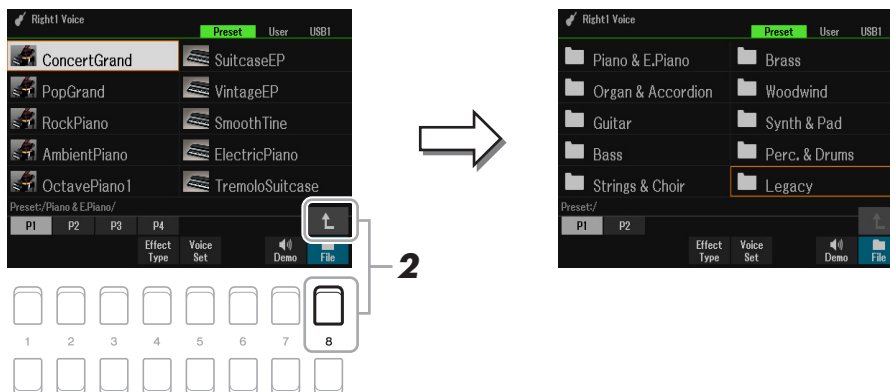 Right1 Voice
Preset User USB1
ConcertGrand SuitcaseEP
PopGrand VintageEP
RockPiano SmoothTine
AmbientPiano ElectricPiano
OctavePiano1 TremoloSuitcase
Preset:/Piano & E.Piano/
P1 P2 P3 P4
Effect Type Voice Set Demo File
2
1 2 3 4 5 6 7 8
Right1 Voice
Preset User USB1
Piano & E.Piano Brass
Organ & Accordion Woodwind
Guitar Synth & Pad
Bass Perc. & Drums
Strings & Choir Legacy
Preset:/
P1 P2
Effect Type Voice Set Demo File